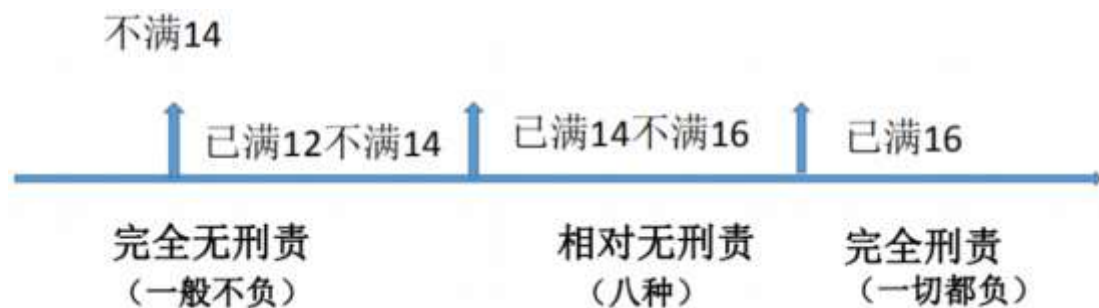 不满14
已满12不满14
已满14不满16
已满16
完全无刑责
(一般不负)
相对无刑责
(八种)
完全刑责
(一切都负)